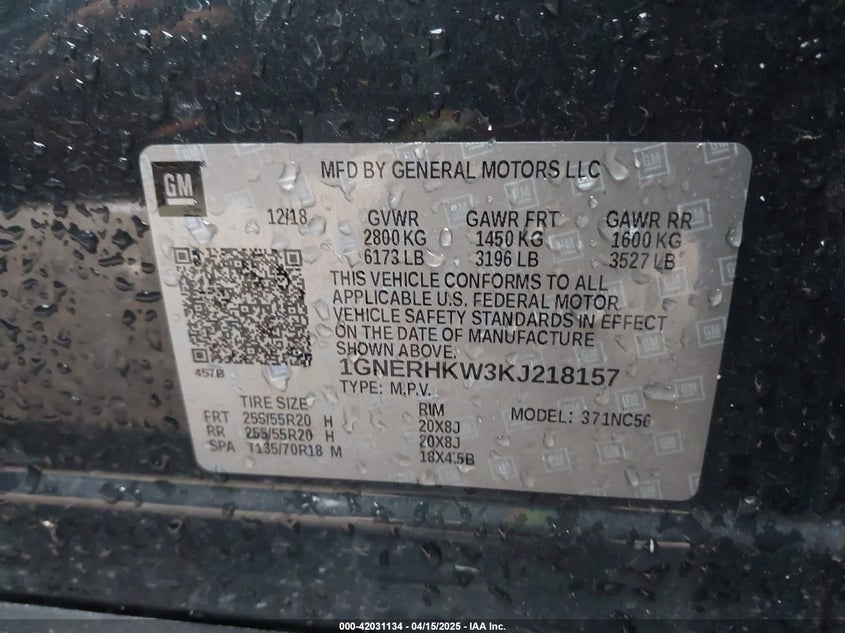 GM
MFD BY GENERAL MOTORS LLC
12/18 GVWR GAWR FRT GAWR RR
2800 KG 1450 KG 1600 KG
6173 LB 3196 LB 3527 LB
THIS VEHICLE CONFORMS TO ALL
APPLICABLE U.S. FEDERAL MOTOR
VEHICLE SAFETY STANDARDS IN EFFECT
ON THE DATE OF MANUFACTURE
SHOWN ABOVE.
457B 1GNERHKW3KJ218157
TYPE: M.P.V.
TIRE SIZE RIM MODEL: 371NC56
FRT 255/55R20 H 20X8J
RR 255/55R20 H 20X8J
SPA T135/70R18 M 18X4.5B
000-42031134 - 04/15/2025 - IAA Inc.